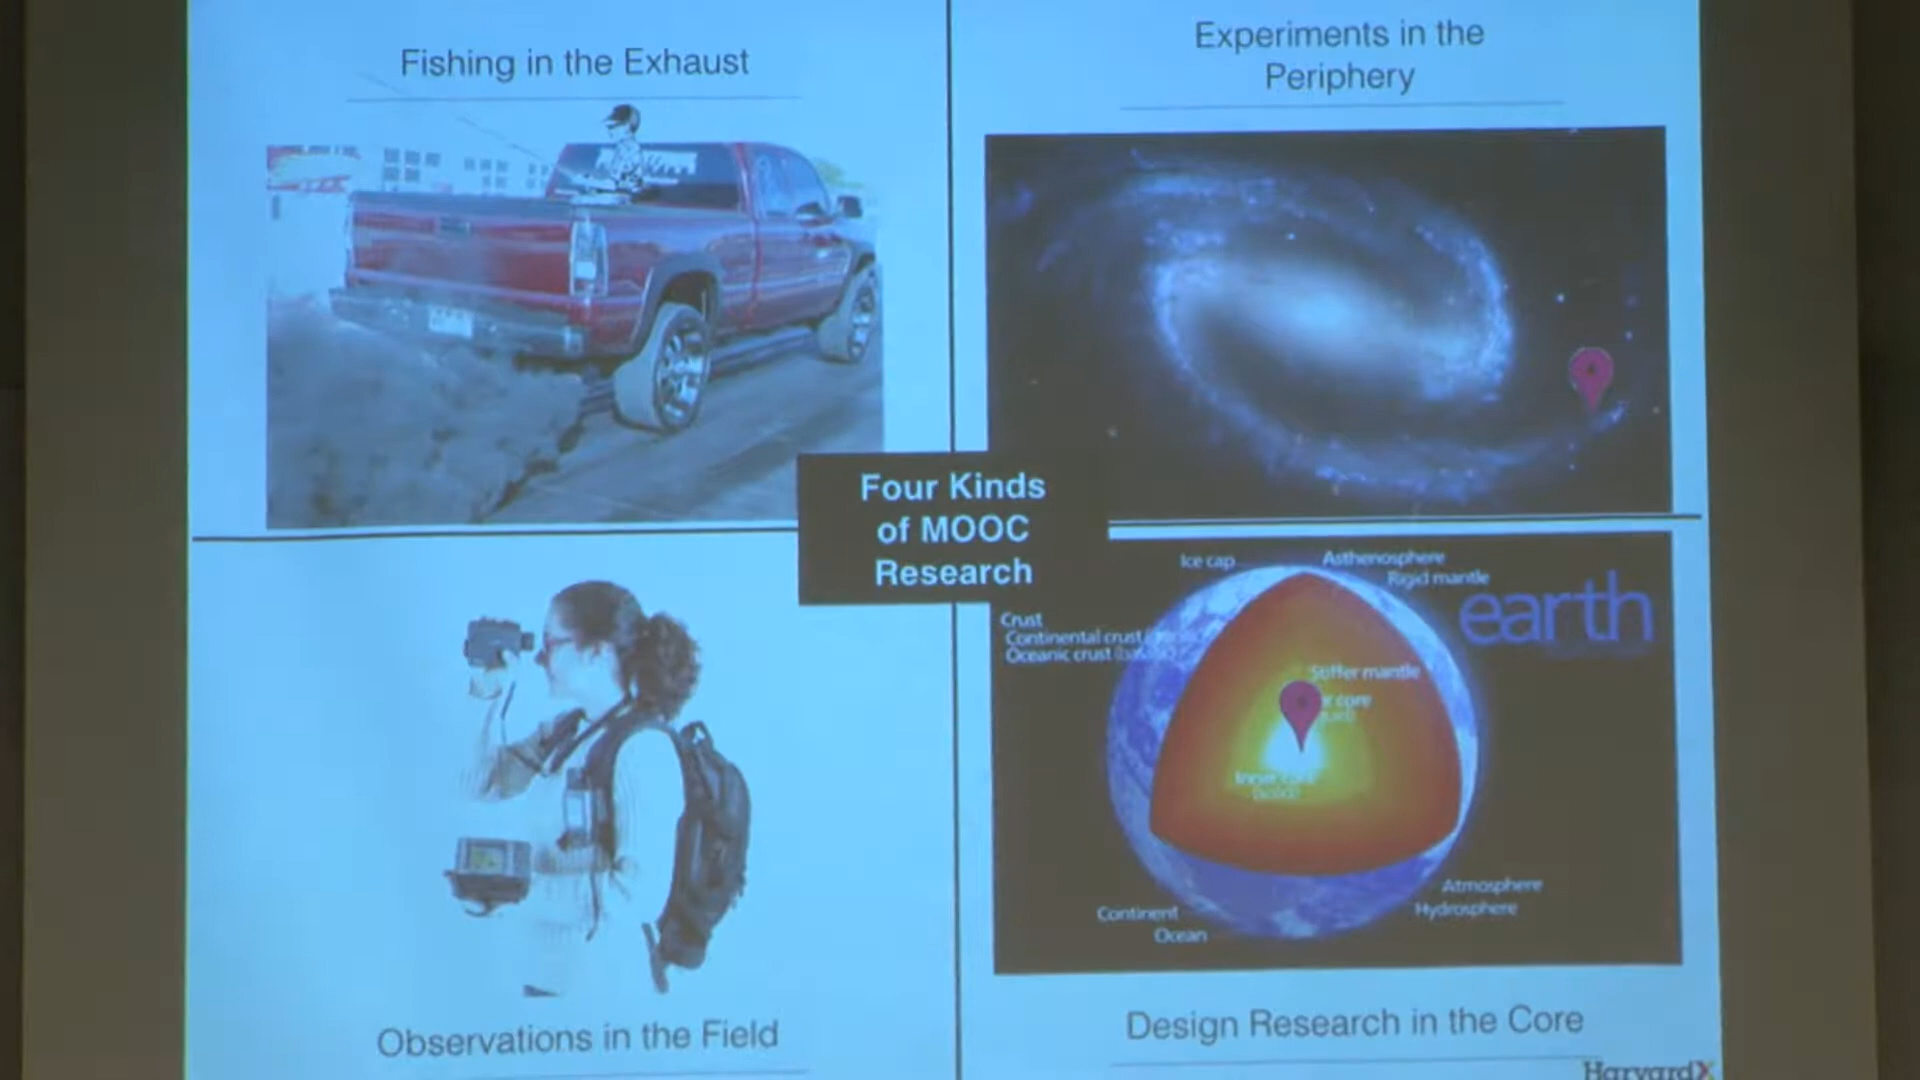 Fishing in the Exhaust
Experiments in the
Periphery
Four Kinds
of MOOC
Research
Ice cap
Asthenosphere
Rigid mantle
earth
Crust
Continental crust
Oceanic crust
Stiffer mantle
core
Inner
Atmosphere
Hydrosphere
Continent
Ocean
Observations in the Field
Design Research in the Core
HarvardX